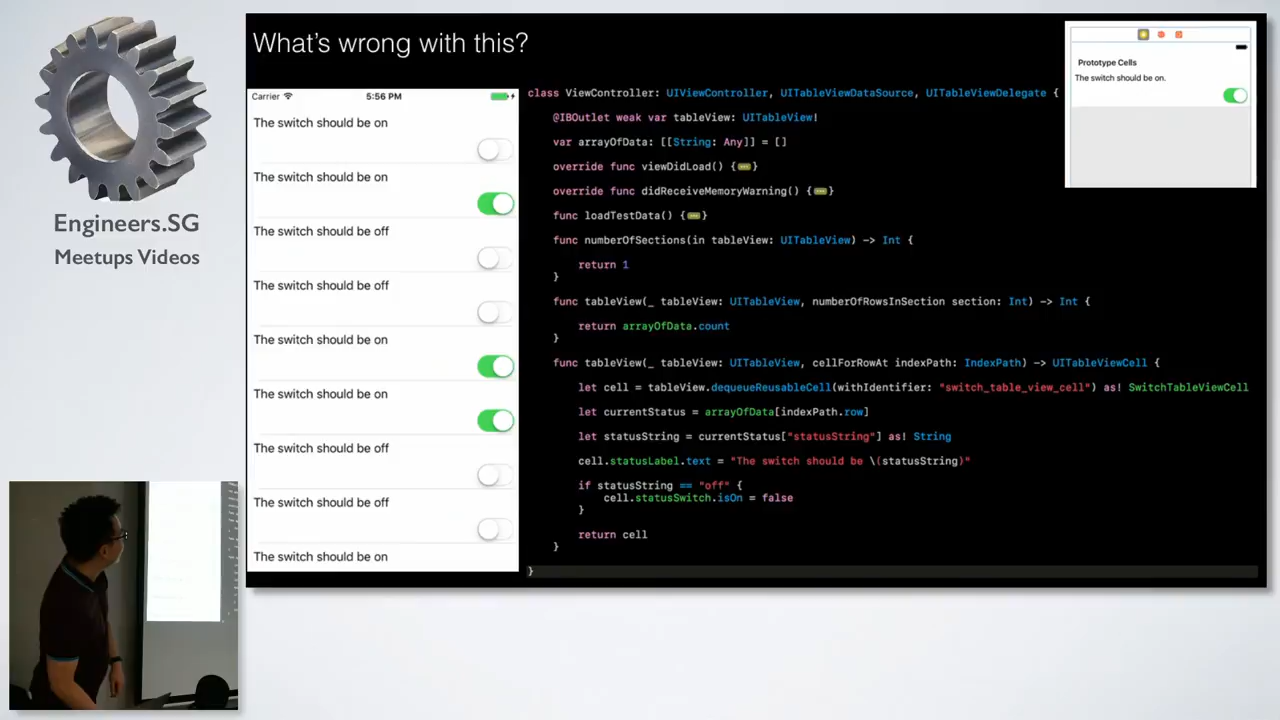 Engineers.SG
Meetups Videos
What's wrong with this?
Carrier 5:56 PM
The switch should be on
The switch should be on
The switch should be off
The switch should be off
The switch should be on
The switch should be on
The switch should be off
The switch should be off
The switch should be on
class ViewController: UIViewController, UITableViewDataSource, UITableViewDelegate {
@IBOutlet weak var tableView: UITableView!
var arrayOfData: [[String: Any]] = []
override func viewDidLoad() {...}
override func didReceiveMemoryWarning() {...}
func loadTestData() {...}
func numberOfSections(in tableView: UITableView) -> Int {
return 1
}
func tableView(_ tableView: UITableView, numberOfRowsInSection section: Int) -> Int {
return arrayOfData.count
}
func tableView(_ tableView: UITableView, cellForRowAt indexPath: IndexPath) -> UITableViewCell {
let cell = tableView.dequeueReusableCell(withIdentifier: "switch_table_view_cell") as! SwitchTableViewCell
let currentStatus = arrayOfData[indexPath.row]
let statusString = currentStatus["statusString"] as! String
cell.statusLabel.text = "The switch should be \(statusString)"
if statusString == "off" {
cell.statusSwitch.isOn = false
}
return cell
}
}
Prototype Cells
The switch should be on.